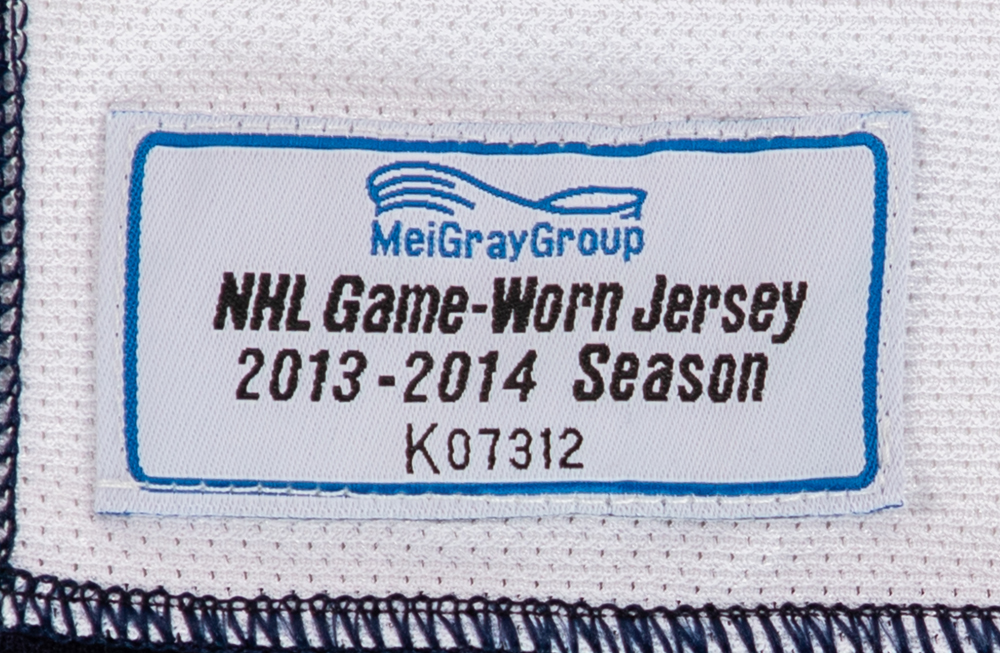 MeiGrayGroup
NHL Game-Worn Jersey
2013-2014 Season
K07312